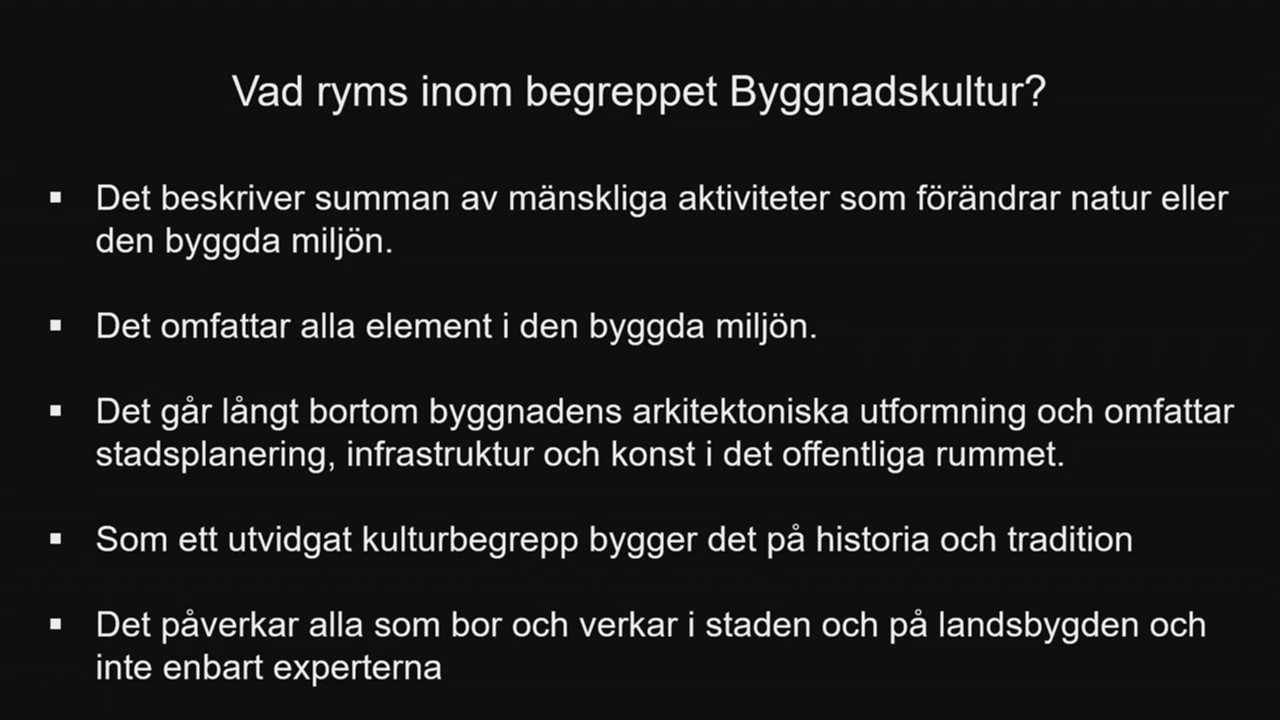 Vad ryms inom begreppet Byggnadskultur?
▪ Det beskriver summan av mänskliga aktiviteter som förändrar natur eller
den byggda miljön.
▪ Det omfattar alla element i den byggda miljön.
▪ Det går långt bortom byggnadens arkitektoniska utformning och omfattar
stadsplanering, infrastruktur och konst i det offentliga rummet.
▪ Som ett utvidgat kulturbegrepp bygger det på historia och tradition
▪ Det påverkar alla som bor och verkar i staden och på landsbygden och
inte enbart experterna